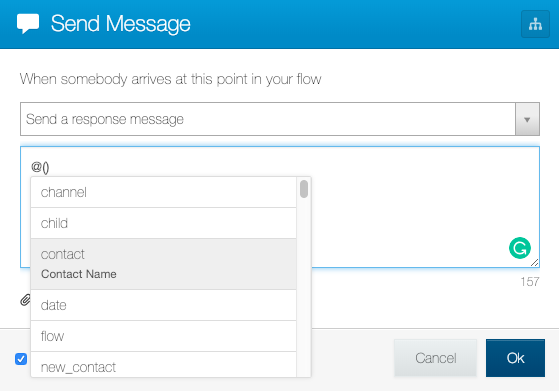 Send Message
When somebody arrives at this point in your flow
Send a response message
@()
channel
child
contact
Contact Name
date
flow
new_contact
157
Cancel
Ok